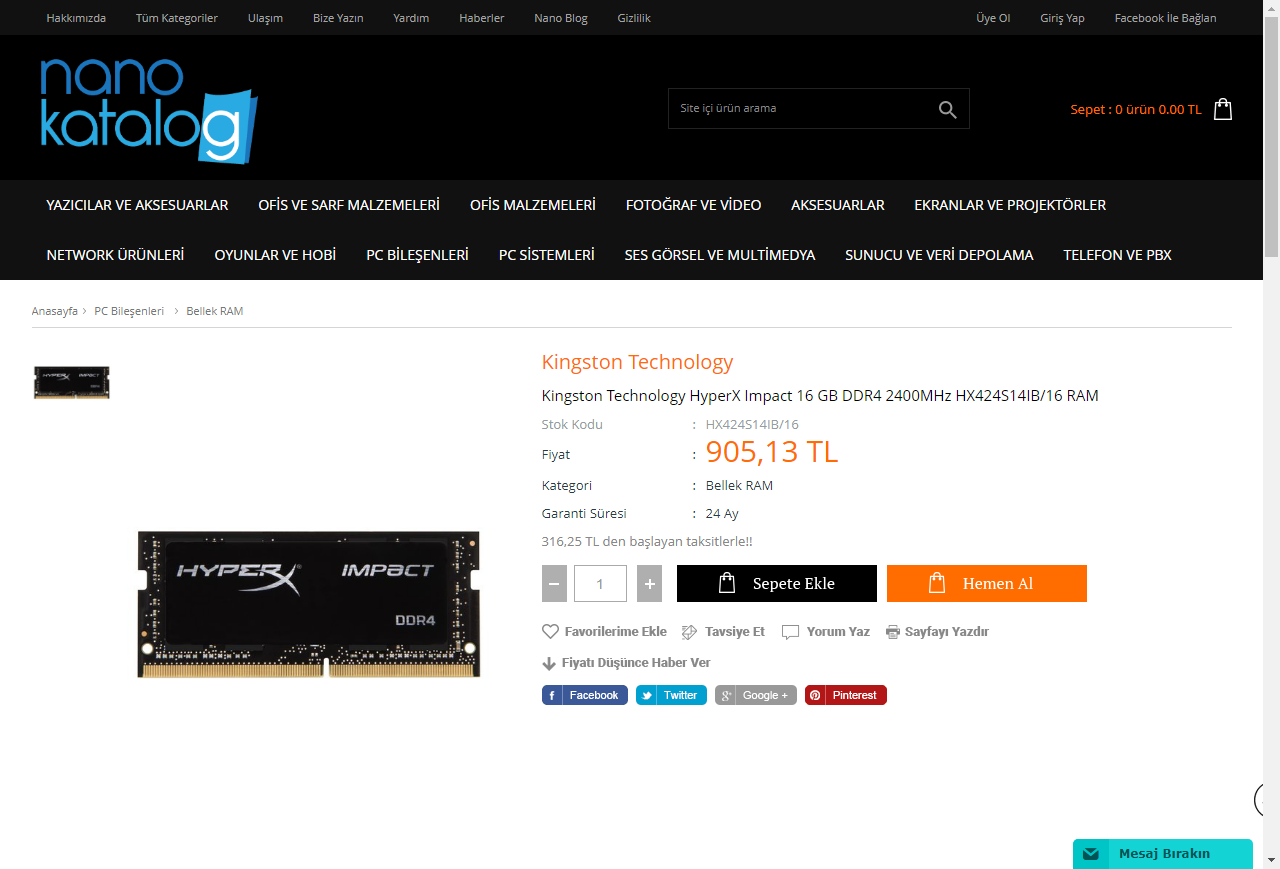 Hakkımızda Tüm Kategoriler Ulaşım Bize Yazın Yardım Haberler Nano Blog Gizlilik Üye Ol Giriş Yap Facebook İle Bağlan
nano
katalog
Site içi ürün arama
Sepet : 0 ürün 0.00 TL
YAZICILAR VE AKSESUARLAR OFİS VE SARF MALZEMELERİ OFİS MALZEMELERİ FOTOĞRAF VE VİDEO AKSESUARLAR EKRANLAR VE PROJEKTÖRLER
NETWORK ÜRÜNLERİ OYUNLAR VE HOBİ PC BİLEŞENLERİ PC SİSTEMLERİ SES GÖRSEL VE MULTİMEDYA SUNUCU VE VERİ DEPOLAMA TELEFON VE PBX
Anasayfa › PC Bileşenleri › Bellek RAM
HYPERX IMPACT
DDR4
HYPERX® IMPACT
DDR4
Kingston Technology
Kingston Technology HyperX Impact 16 GB DDR4 2400MHz HX424S14IB/16 RAM
Stok Kodu : HX424S14IB/16
Fiyat : 905,13 TL
Kategori : Bellek RAM
Garanti Süresi : 24 Ay
316,25 TL den başlayan taksitlerle!!
− 1 + Sepete Ekle Hemen Al
Favorilerime Ekle Tavsiye Et Yorum Yaz Sayfayı Yazdır
Fiyatı Düşünce Haber Ver
Facebook Twitter Google + Pinterest
Mesaj Bırakın